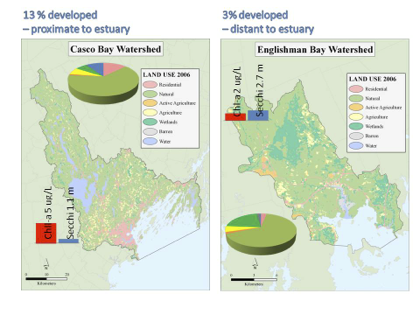 13 % developed
– proximate to estuary
Casco Bay Watershed
LAND USE 2006
Residential
Natural
Active Agriculture
Agriculture
Wetlands
Barren
Water
Chl-a 5 ug/L
Secchi 1.1 m
Kilometers
3% developed
– distant to estuary
Englishman Bay Watershed
LAND USE 2006
Residential
Natural
Active Agriculture
Agriculture
Wetlands
Barren
Water
Chl-a 2 ug/L
Secchi 2.7 m
Kilometers